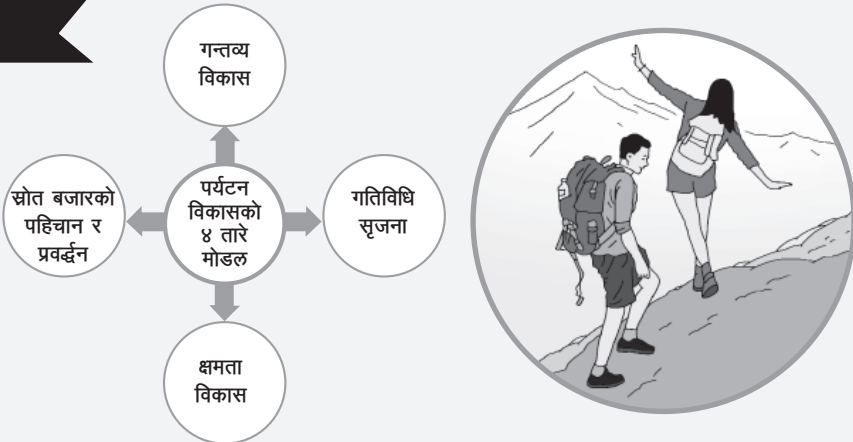 गन्तव्य
विकास
स्रोत बजारको
पहिचान र
प्रवर्द्धन
पर्यटन
विकासको
४ तारे
मोडल
गतिविधि
सृजना
क्षमता
विकास